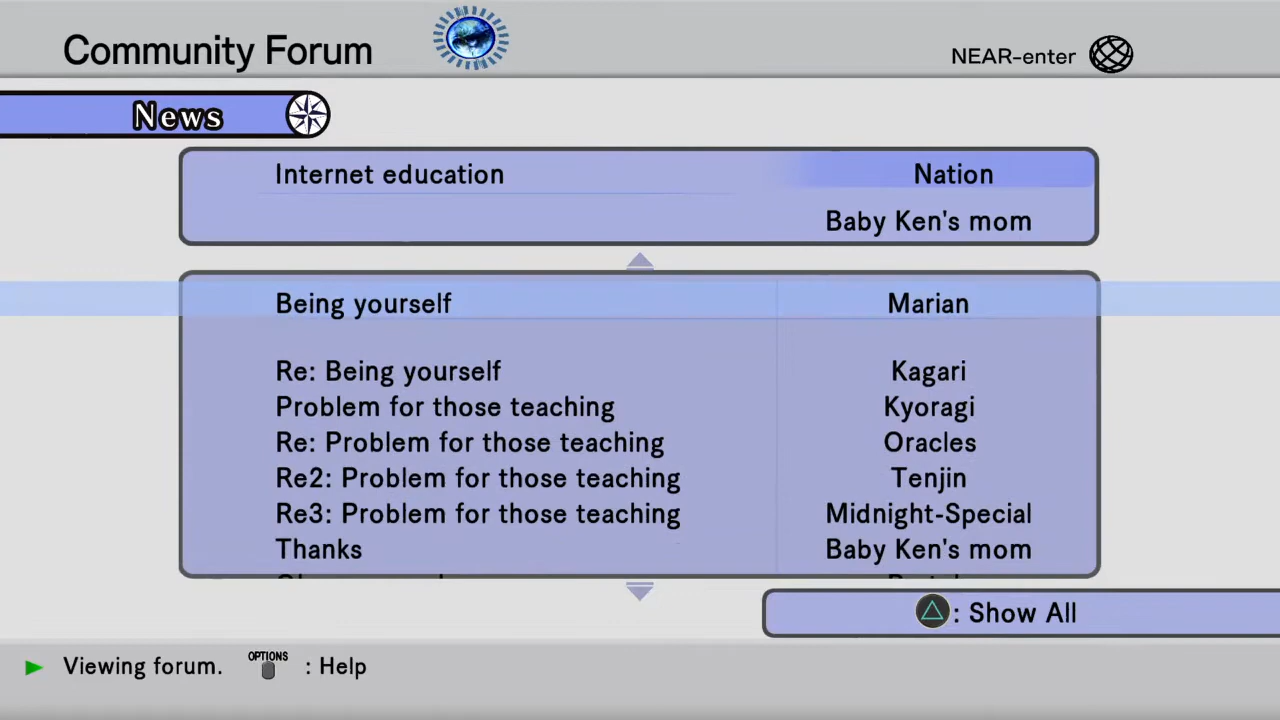 Community Forum
NEAR-enter
News
Internet education Nation
Baby Ken's mom
Being yourself Marian
Re: Being yourself Kagari
Problem for those teaching Kyoragi
Re: Problem for those teaching Oracles
Re2: Problem for those teaching Tenjin
Re3: Problem for those teaching Midnight-Special
Thanks Baby Ken's mom
: Show All
Viewing forum. OPTIONS : Help